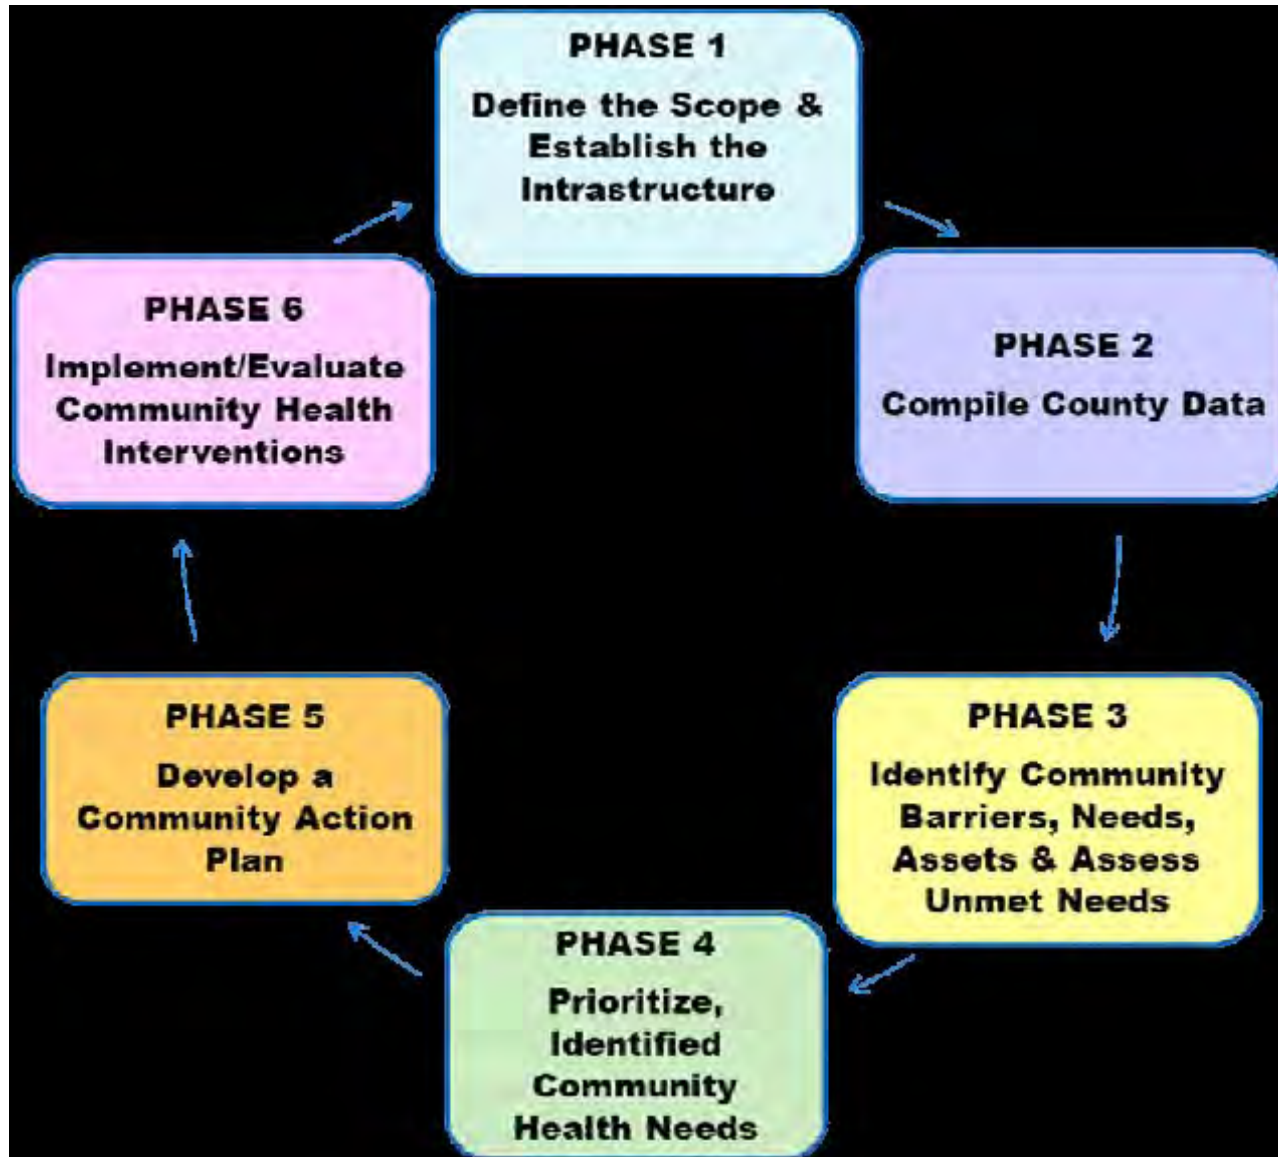 PHASE 1
Define the Scope &
Establish the
Intrastructure
PHASE 2
Compile County Data
PHASE 3
Identify Community
Barriers, Needs,
Assets & Assess
Unmet Needs
PHASE 4
Prioritize,
Identified
Community
Health Needs
PHASE 5
Develop a
Community Action
Plan
PHASE 6
Implement/Evaluate
Community Health
Interventions